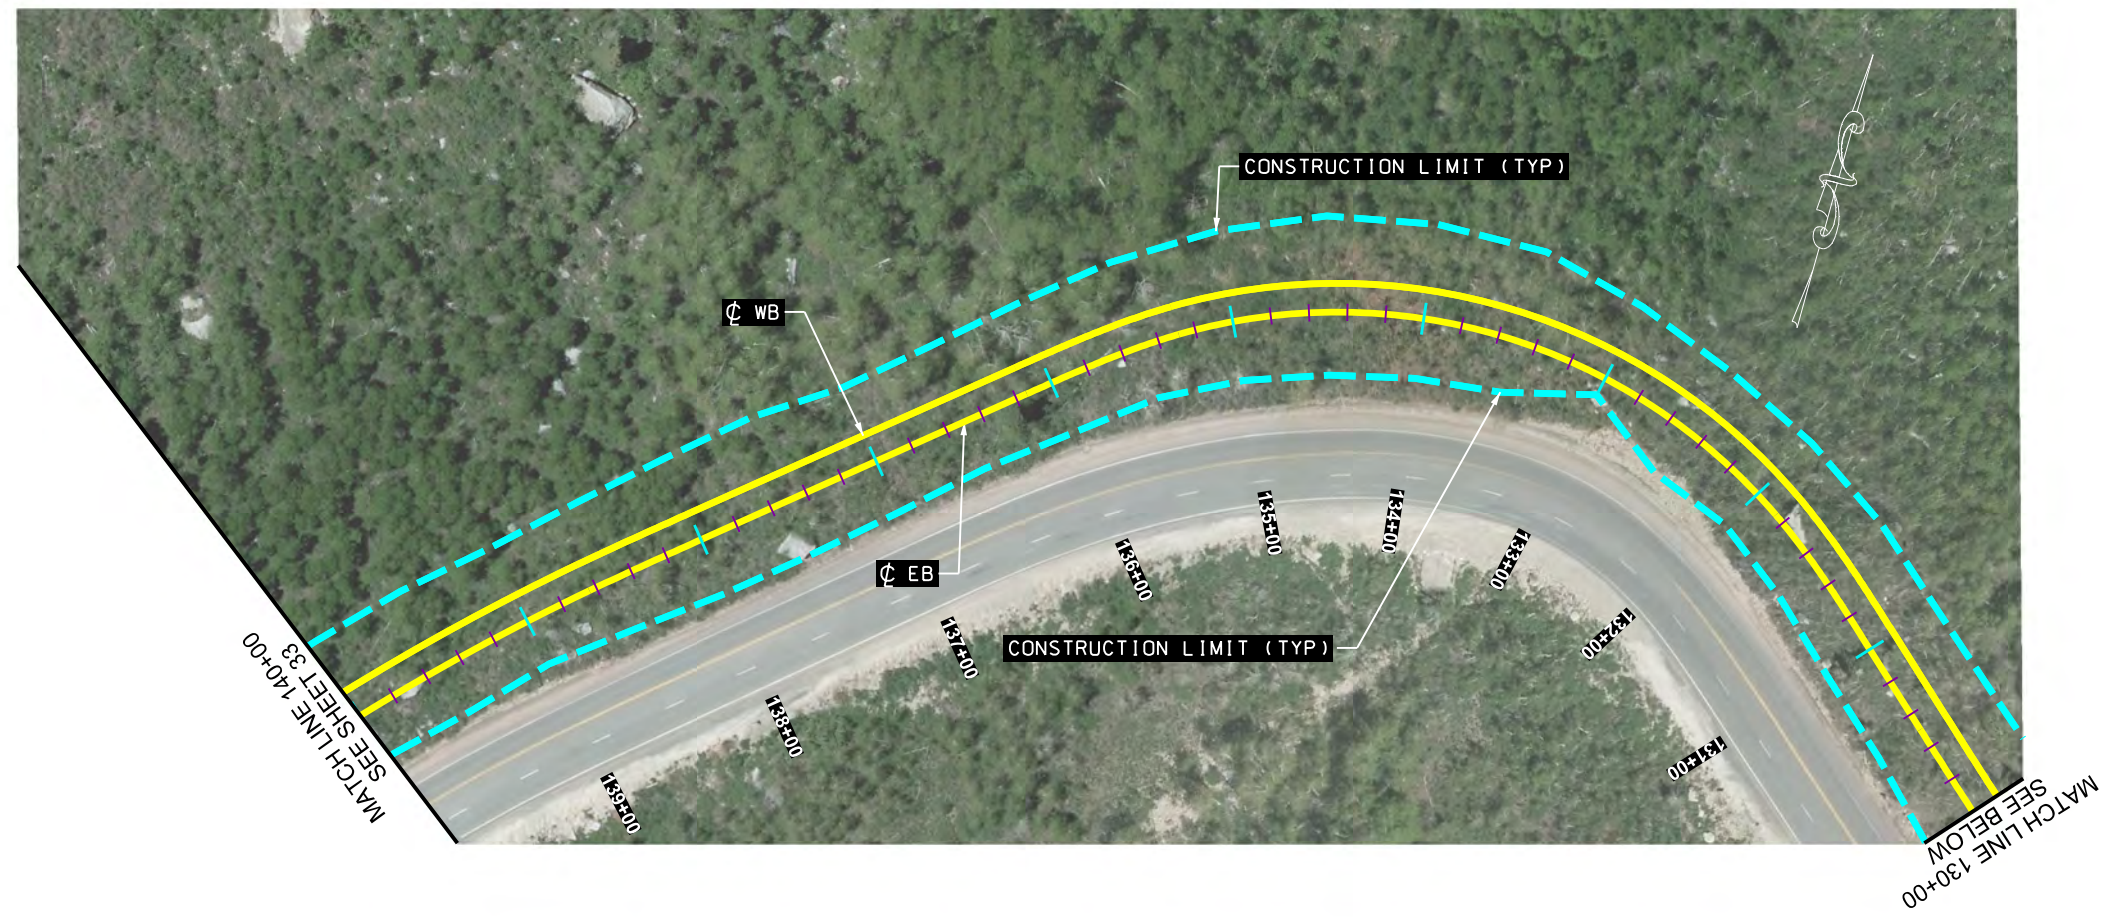 CONSTRUCTION LIMIT (TYP)
℄ WB
℄ EB
CONSTRUCTION LIMIT (TYP)
139+00
138+00
137+00
136+00
135+00
134+00
133+00
132+00
131+00
MATCH LINE 140+00
SEE SHEET 33
MATCH LINE 130+00
SEE BELOW